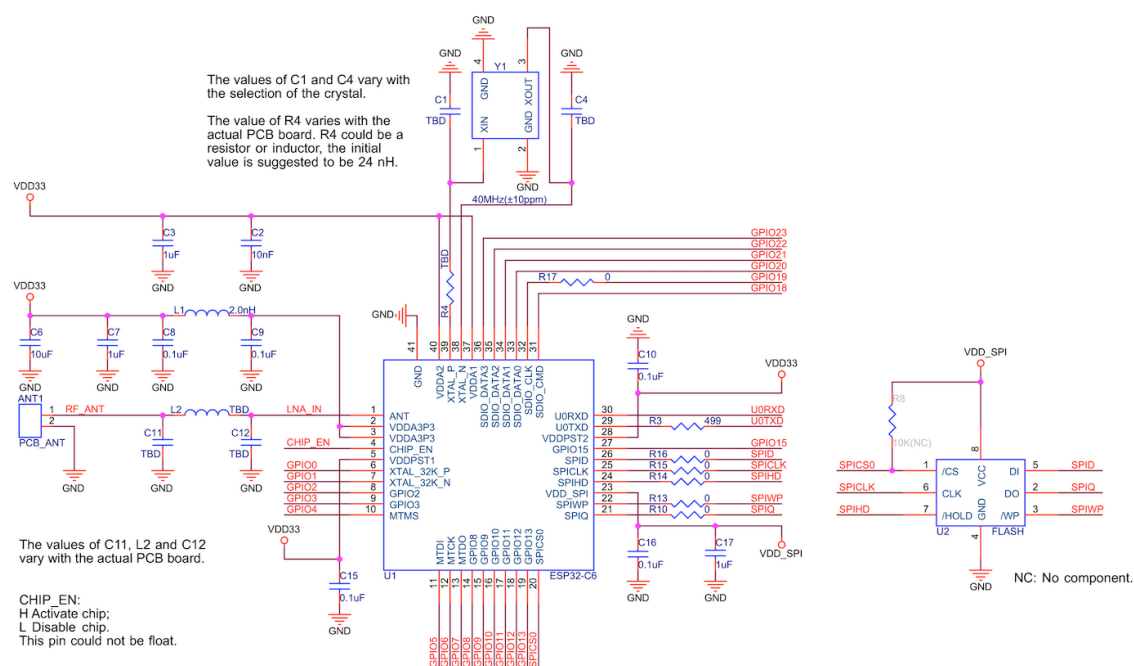 GND
GND
GND
4
3
Y1
The values of C1 and C4 vary with
the selection of the crystal.
GND
XOUT
C1
TBD
C4
TBD
XIN
GND
The value of R4 varies with the
actual PCB board. R4 could be a
resistor or inductor, the initial
value is suggested to be 24 nH.
1
2
GND
VDD33
40MHz(±10ppm)
C3
1uF
GND
C2
10nF
GND
TBD
R4
GPIO23
GPIO22
GPIO21
GPIO20
R17
0
GPIO19
GPIO18
VDD33
L1
2.0nH
C6
10uF
GND
C7
1uF
GND
C8
0.1uF
GND
C9
0.1uF
GND
GND
41
40
39
38
37
36
35
34
33
32
31
GND
VDDA2
XTAL_P
XTAL_N
VDDA1
SDIO_DATA3
SDIO_DATA2
SDIO_DATA1
SDIO_DATA0
SDIO_CLK
SDIO_CMD
GND
C10
0.1uF
VDD33
VDD_SPI
ANT1
1
2
PCB_ANT
RF_ANT
L2
TBD
LNA_IN
C11
TBD
GND
C12
TBD
GND
GND
CHIP_EN
GPIO0
GPIO1
GPIO2
GPIO3
GPIO4
1
2
3
4
5
6
7
8
9
10
ANT
VDDA3P3
VDDA3P3
CHIP_EN
VDDPST1
XTAL_32K_P
XTAL_32K_N
GPIO2
GPIO3
MTMS
U0RXD
U0TXD
VDDPST2
GPIO15
SPID
SPICLK
SPIHD
VDD_SPI
SPIWP
SPIQ
30
29
28
27
26
25
24
23
22
21
U0RXD
R3
499
U0TXD
GPIO15
R16
0
SPID
R15
0
SPICLK
R14
0
SPIHD
R13
0
SPIWP
R10
0
SPIQ
R8
10K(NC)
8
SPICS0
1
/CS
VCC
DI
5
SPID
SPICLK
6
CLK
DO
2
SPIQ
SPIHD
7
/HOLD
GND
/WP
3
SPIWP
U2
4
FLASH
GND
NC: No component.
VDD33
The values of C11, L2 and C12
vary with the actual PCB board.
C15
0.1uF
GND
C16
0.1uF
GND
C17
1uF
GND
VDD_SPI
U1
ESP32-C6
MTDI
MTCK
MTDO
GPIO8
GPIO9
GPIO10
GPIO11
GPIO12
GPIO13
SPICS0
11
12
13
14
15
16
17
18
19
20
GPIO5
GPIO6
GPIO7
GPIO8
GPIO9
GPIO10
GPIO11
GPIO12
GPIO13
SPICS0
CHIP_EN:
H Activate chip;
L Disable chip.
This pin could not be float.